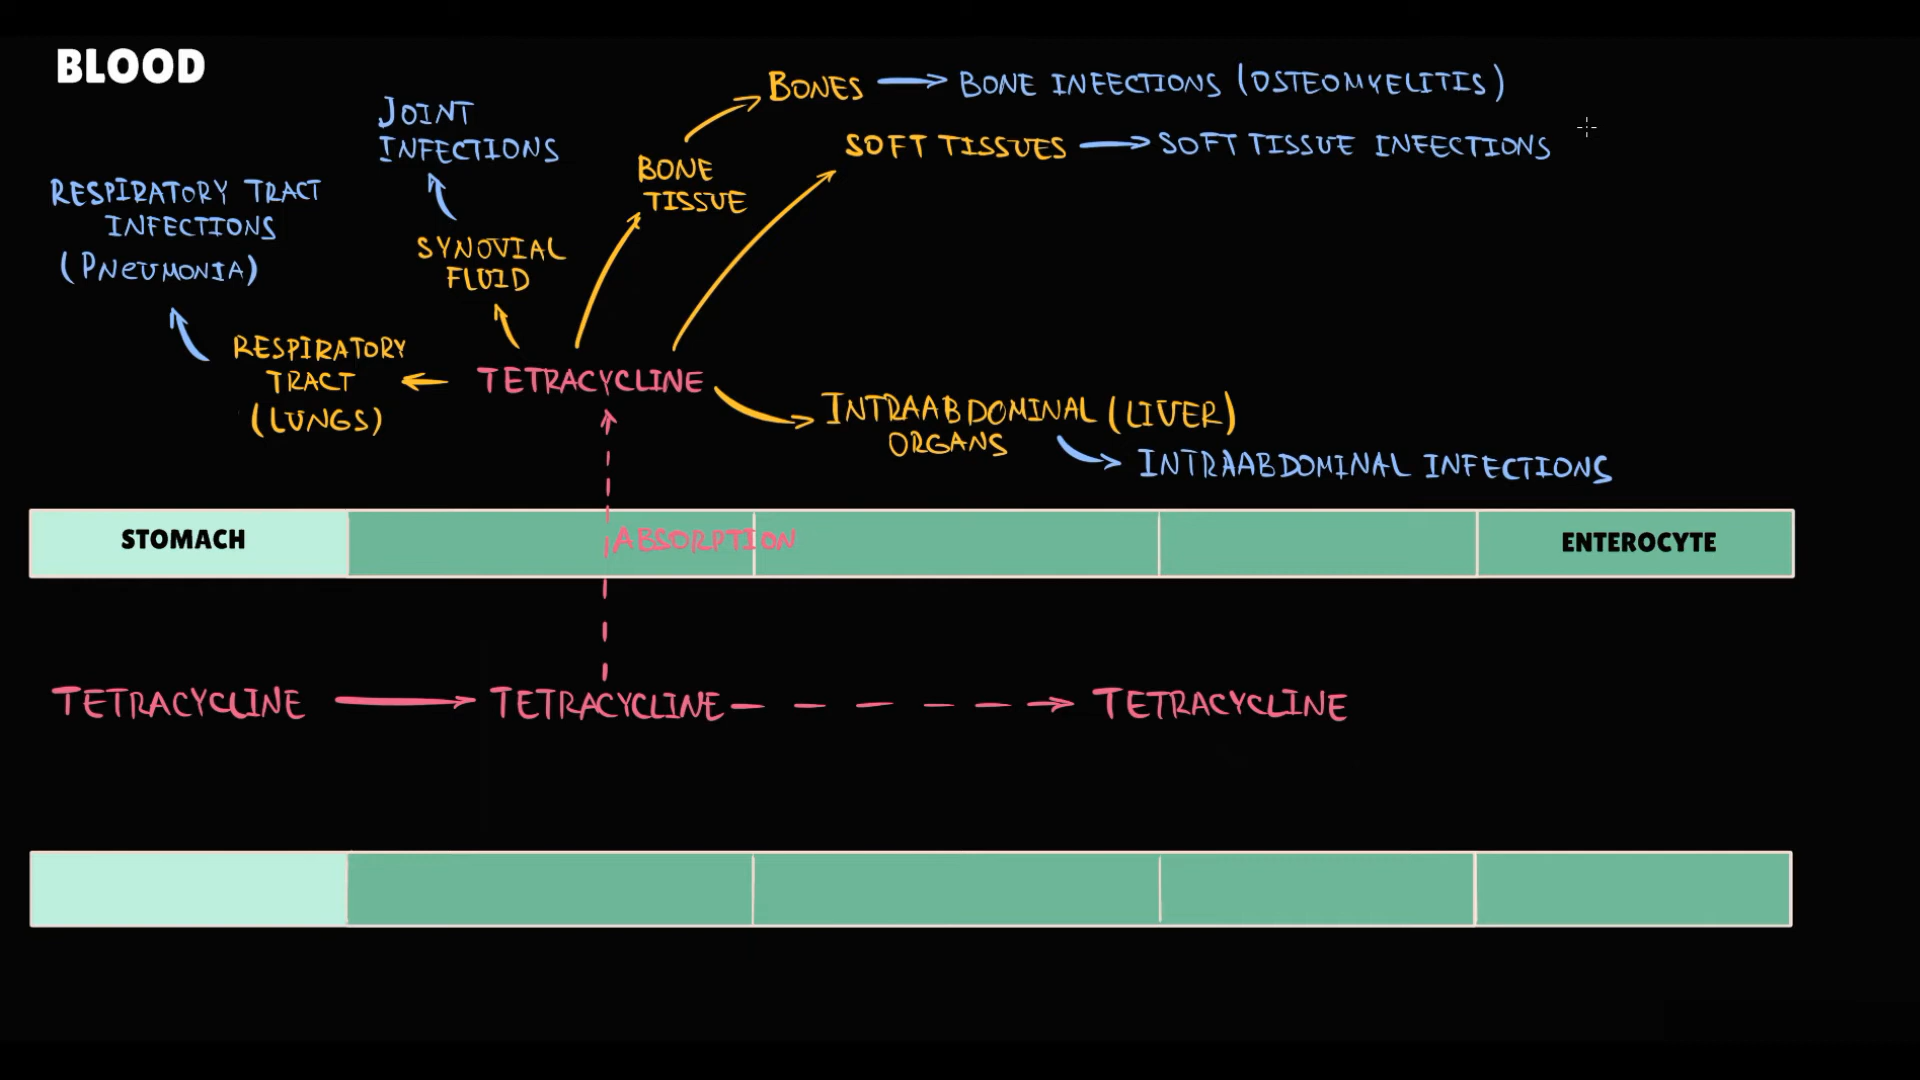 BLOOD
JOINT
INFECTIONS
RESPIRATORY TRACT
INFECTIONS
(PNEUMONIA)
BONES
BONE INFECTIONS (OSTEOMYELITIS)
SOFT TISSUES
SOFT TISSUE INFECTIONS
BONE
TISSUE
SYNOVIAL
FLUID
RESPIRATORY
TRACT
(LUNGS)
TETRACYCLINE
INTRAABDOMINAL (LIVER)
ORGANS
INTRAABDOMINAL INFECTIONS
STOMACH
ABSORPTION
ENTEROCYTE
TETRACYCLINE
TETRACYCLINE
TETRACYCLINE